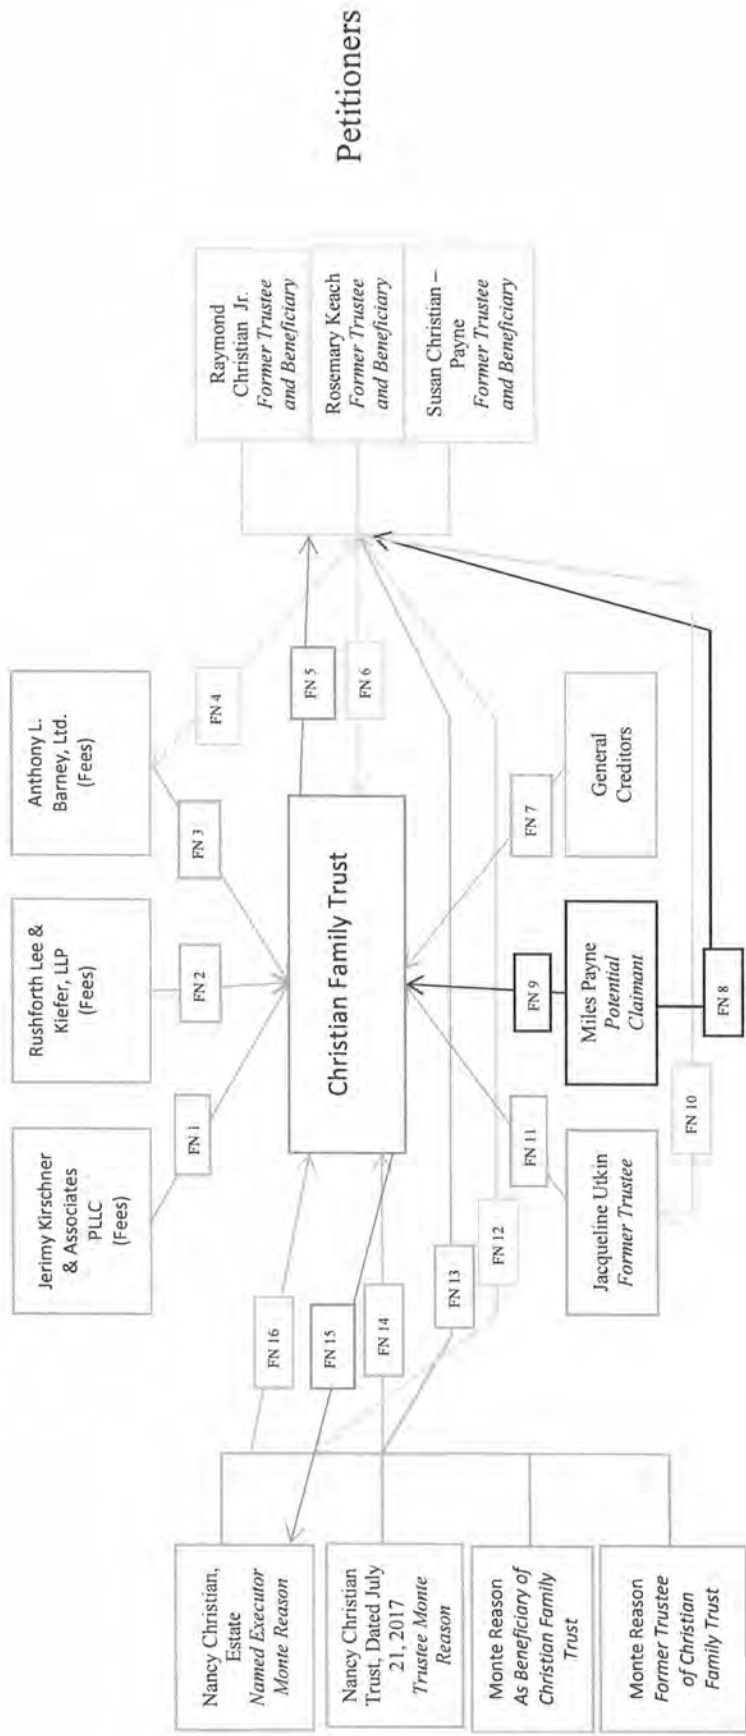 Jerimy Kirschner
& Associates
PLLC
(Fees)
Rushforth Lee &
Kiefer, LLP
(Fees)
Anthony L.
Barney, Ltd.
(Fees)
FN 1
FN 2
FN 3
FN 4
Nancy Christian,
Estate
Named Executor
Monte Reason
Nancy Christian
Trust, Dated July
21, 2017
Trustee Monte
Reason
Monte Reason
As Beneficiary of
Christian Family
Trust
Monte Reason
Former Trustee
of Christian
Family Trust
FN 16
FN 15
FN 14
FN 13
FN 12
Christian Family Trust
FN 5
FN 6
Raymond
Christian Jr.
Former Trustee
and Beneficiary
Rosemary Keach
Former Trustee
and Beneficiary
Susan Christian –
Payne
Former Trustee
and Beneficiary
Petitioners
FN 11
FN 9
FN 7
Jacqueline Utkin
Former Trustee
Miles Payne
Potential
Claimant
General
Creditors
FN 10
FN 8